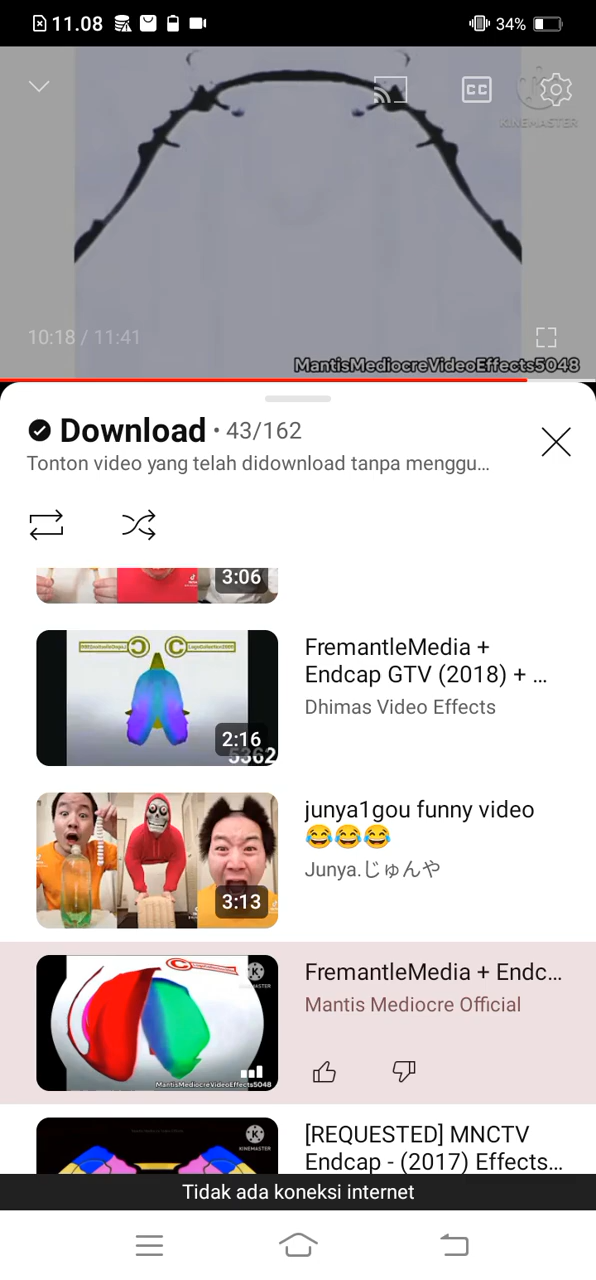 11.08
34%
CC
KINEMASTER
10:18 / 11:41
MantisMediocreVideoEffects5048
Download · 43/162
Tonton video yang telah didownload tanpa menggu...
3:06
FremantleMedia +
Endcap GTV (2018) + ...
Dhimas Video Effects
2:16
5362
junya1gou funny video
😂😂😂
Junya.じゅんや
3:13
FremantleMedia + Endc...
Mantis Mediocre Official
KINEMASTER
MantisMediocreVideoEffects5048
[REQUESTED] MNCTV
Endcap - (2017) Effects...
KINEMASTER
Tidak ada koneksi internet